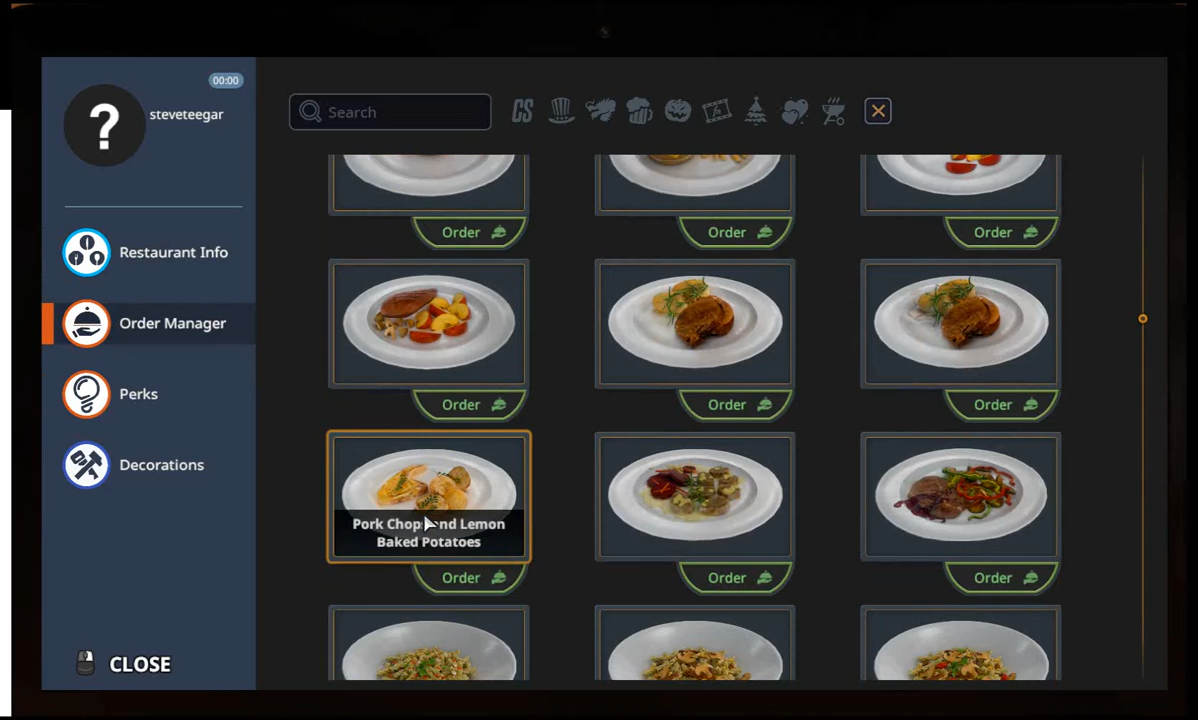 00:00
steveteegar
Search
CS
Restaurant Info
Order Manager
Perks
Decorations
CLOSE
Order
Order
Order
Order
Order
Order
Pork Chop and Lemon
Baked Potatoes
Order
Order
Order